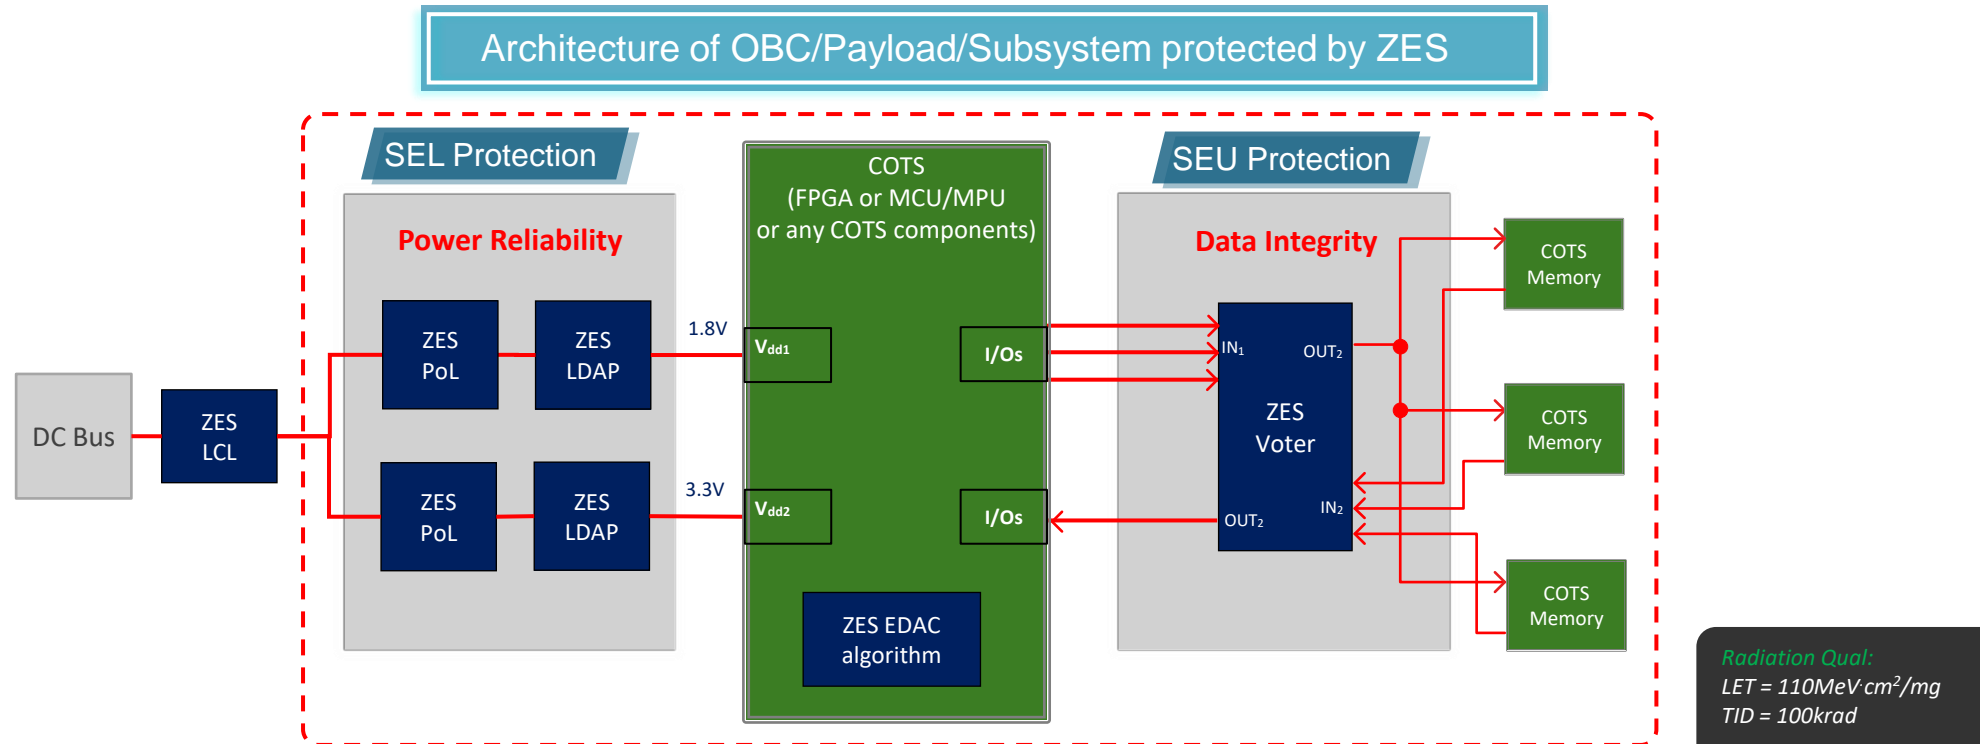 Architecture of OBC/Payload/Subsystem protected by ZES
SEL Protection
Power Reliability
ZES
PoL
ZES
LDAP
1.8V
DC Bus
ZES
LCL
ZES
PoL
ZES
LDAP
3.3V
COTS
(FPGA or MCU/MPU
or any COTS components)
Vdd1
I/Os
Vdd2
I/Os
ZES EDAC
algorithm
SEU Protection
Data Integrity
IN1
OUT2
ZES
Voter
IN2
OUT2
COTS
Memory
COTS
Memory
COTS
Memory
Radiation Qual:
LET = 110MeV·cm²/mg
TID = 100krad